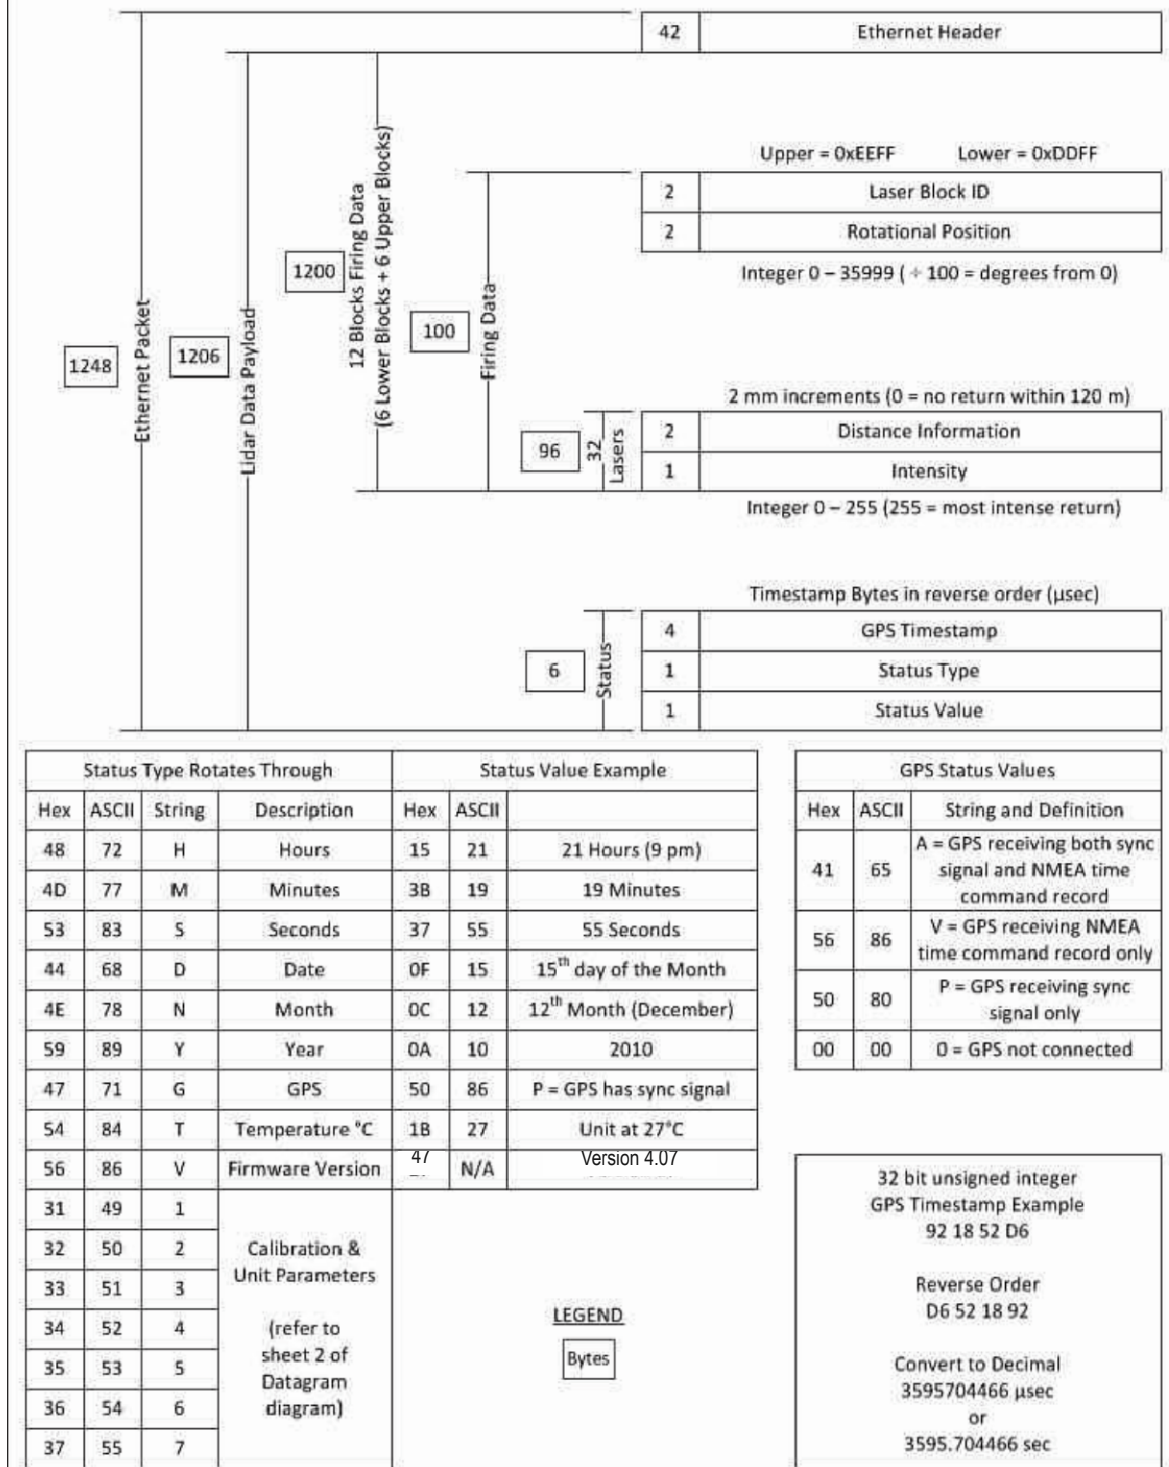 42 Ethernet Header
Upper = 0xEEFF Lower = 0xDDFF
2 Laser Block ID
2 Rotational Position
Integer 0 – 35999 ( ÷ 100 = degrees from 0)
1248
Ethernet Packet
1206
Lidar Data Payload
1200
12 Blocks Firing Data
(6 Lower Blocks + 6 Upper Blocks)
100
Firing Data
2 mm increments (0 = no return within 120 m)
96
32
Lasers
2 Distance Information
1 Intensity
Integer 0 – 255 (255 = most intense return)
Timestamp Bytes in reverse order (µsec)
6
Status
4 GPS Timestamp
1 Status Type
1 Status Value
Status Type Rotates Through Status Value Example
Hex ASCII String Description Hex ASCII
48 72 H Hours 15 21 21 Hours (9 pm)
4D 77 M Minutes 3B 19 19 Minutes
53 83 S Seconds 37 55 55 Seconds
44 68 D Date 0F 15 15th day of the Month
4E 78 N Month 0C 12 12th Month (December)
59 89 Y Year 0A 10 2010
47 71 G GPS 50 86 P = GPS has sync signal
54 84 T Temperature °C 1B 27 Unit at 27°C
56 86 V Firmware Version 47 N/A Version 4.07
31 49 1
32 50 2
33 51 3
34 52 4
35 53 5
36 54 6
37 55 7
Calibration &
Unit Parameters
(refer to
sheet 2 of
Datagram
diagram)
LEGEND
Bytes
GPS Status Values
Hex ASCII String and Definition
41 65 A = GPS receiving both sync
signal and NMEA time
command record
56 86 V = GPS receiving NMEA
time command record only
50 80 P = GPS receiving sync
signal only
00 00 0 = GPS not connected
32 bit unsigned integer
GPS Timestamp Example
92 18 52 D6
Reverse Order
D6 52 18 92
Convert to Decimal
3595704466 µsec
or
3595.704466 sec